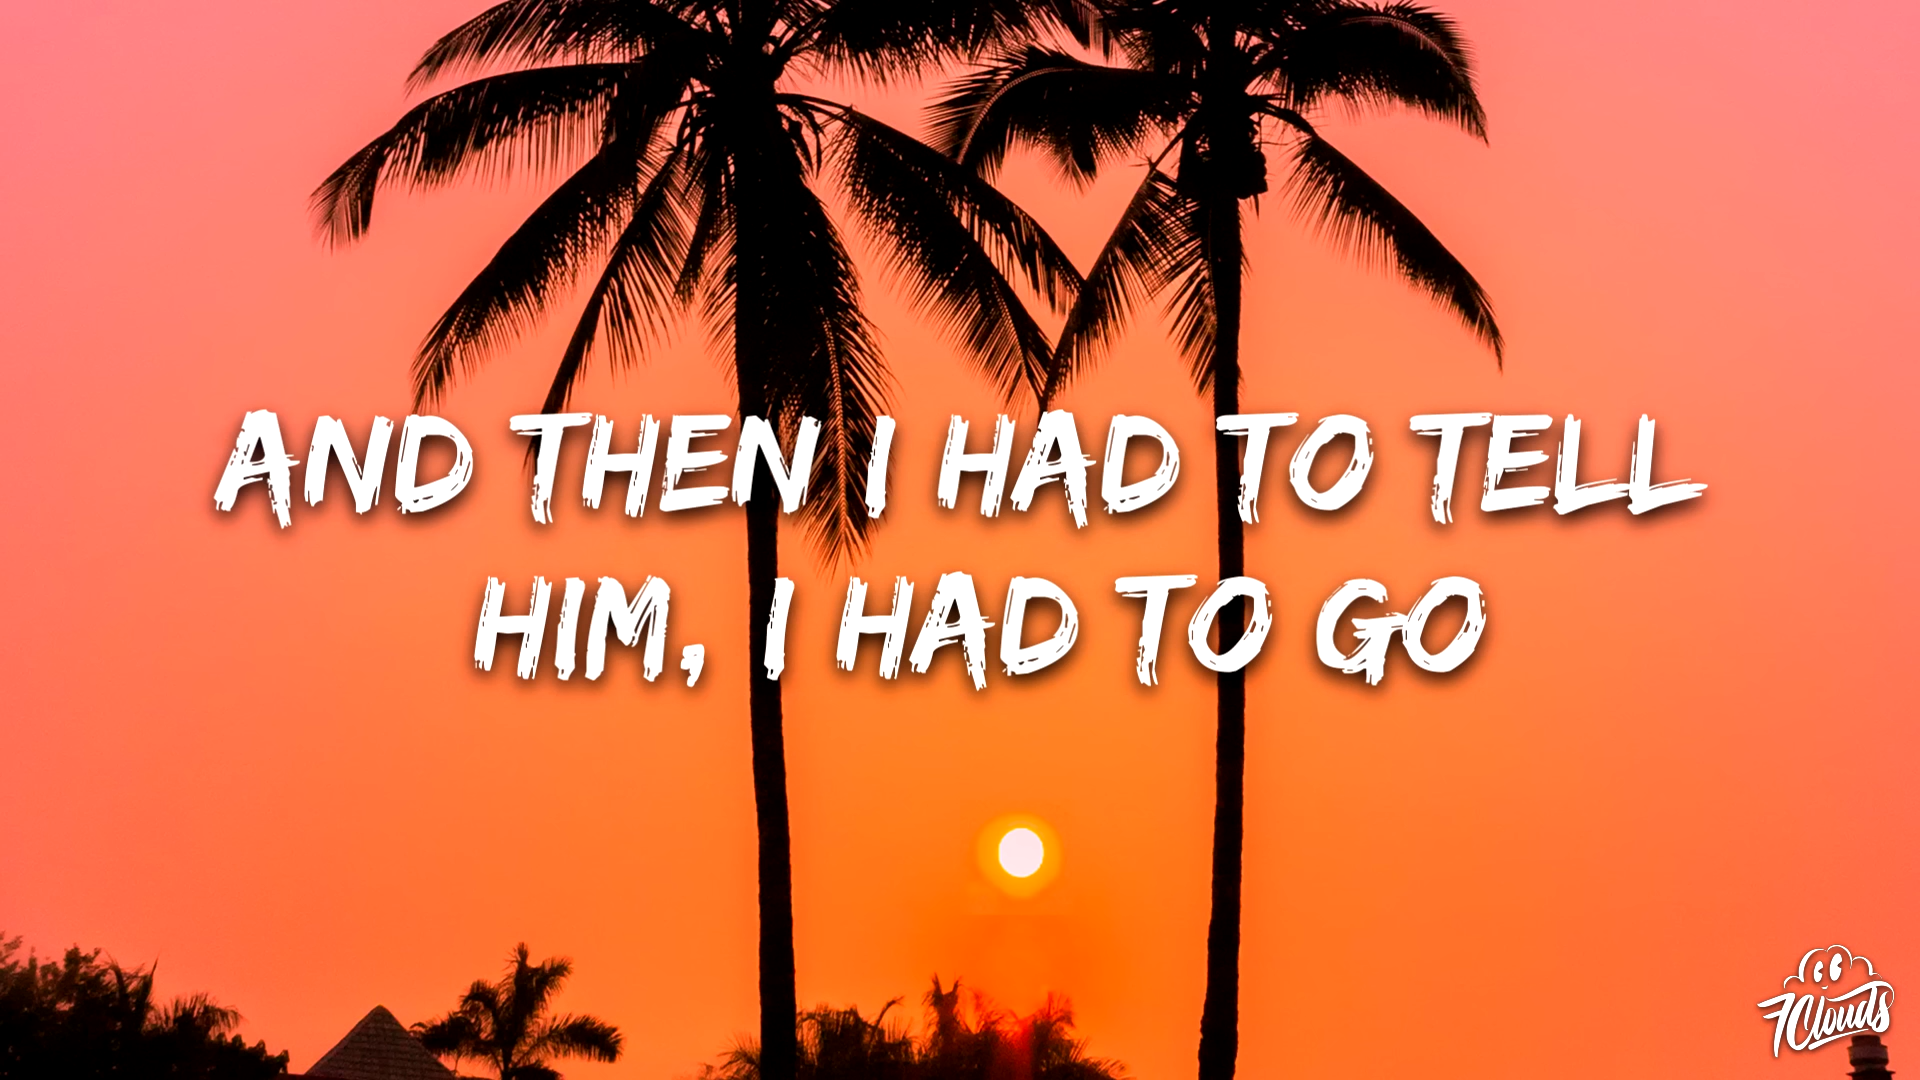 AND THEN I HAD TO TELL
HIM, I HAD TO GO
7Clouds